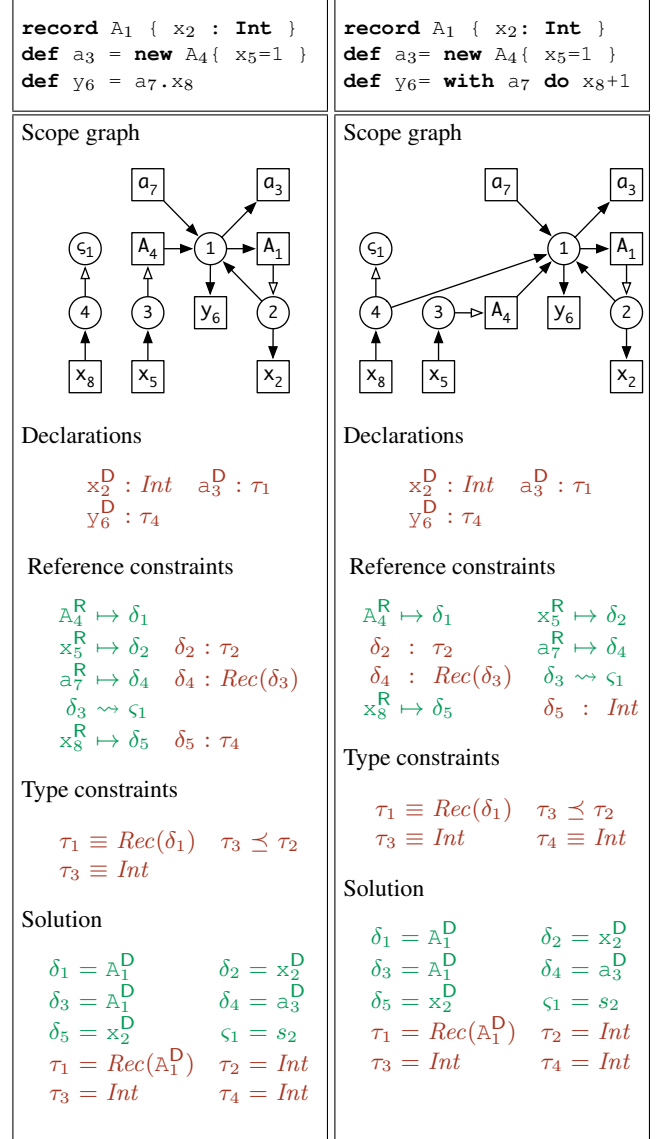 record A₁ { x₂ : Int }
def a₃ = new A₄{ x₅=1 }
def y₆ = a₇.x₈
Scope graph
a₇ a₃
ς₁ A₄ 1 A₁
4 3 y₆ 2
x₈ x₅ x₂
Declarations
x₂ᴰ : Int a₃ᴰ : τ₁
y₆ᴰ : τ₄
Reference constraints
A₄ᴿ ↦ δ₁
x₅ᴿ ↦ δ₂ δ₂ : τ₂
a₇ᴿ ↦ δ₄ δ₄ : Rec(δ₃)
δ₃ ⇝ ς₁
x₈ᴿ ↦ δ₅ δ₅ : τ₄
Type constraints
τ₁ ≡ Rec(δ₁) τ₃ ⪯ τ₂
τ₃ ≡ Int
Solution
δ₁ = A₁ᴰ δ₂ = x₂ᴰ
δ₃ = A₁ᴰ δ₄ = a₃ᴰ
δ₅ = x₂ᴰ ς₁ = s₂
τ₁ = Rec(A₁ᴰ) τ₂ = Int
τ₃ = Int τ₄ = Int
record A₁ { x₂: Int }
def a₃= new A₄{ x₅=1 }
def y₆= with a₇ do x₈+1
Scope graph
a₇ a₃
ς₁ 1 A₁
4 3 A₄ y₆ 2
x₈ x₅ x₂
Declarations
x₂ᴰ : Int a₃ᴰ : τ₁
y₆ᴰ : τ₄
Reference constraints
A₄ᴿ ↦ δ₁ x₅ᴿ ↦ δ₂
δ₂ : τ₂ a₇ᴿ ↦ δ₄
δ₄ : Rec(δ₃) δ₃ ⇝ ς₁
x₈ᴿ ↦ δ₅ δ₅ : Int
Type constraints
τ₁ ≡ Rec(δ₁) τ₃ ⪯ τ₂
τ₃ ≡ Int τ₄ ≡ Int
Solution
δ₁ = A₁ᴰ δ₂ = x₂ᴰ
δ₃ = A₁ᴰ δ₄ = a₃ᴰ
δ₅ = x₂ᴰ ς₁ = s₂
τ₁ = Rec(A₁ᴰ) τ₂ = Int
τ₃ = Int τ₄ = Int